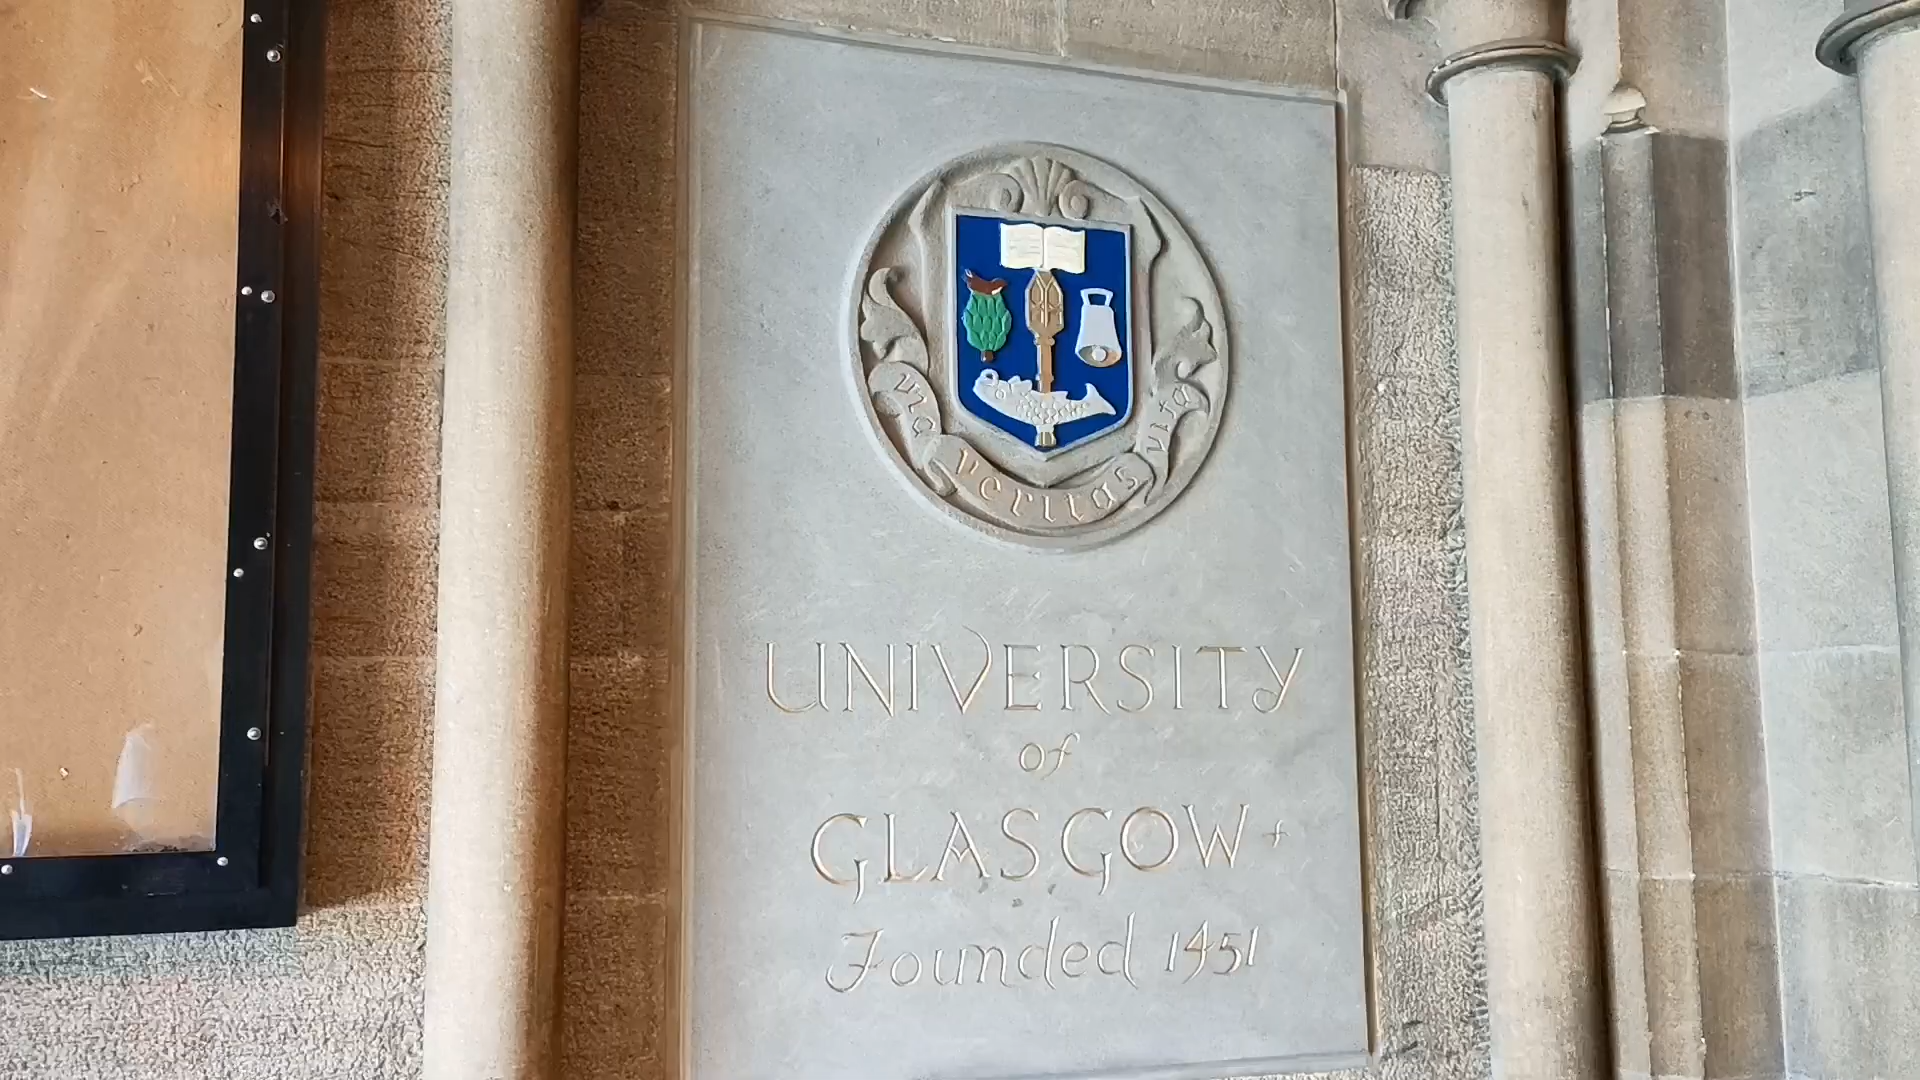 via veritas vita
UNIVERSITY
of
GLASGOW
Founded 1451